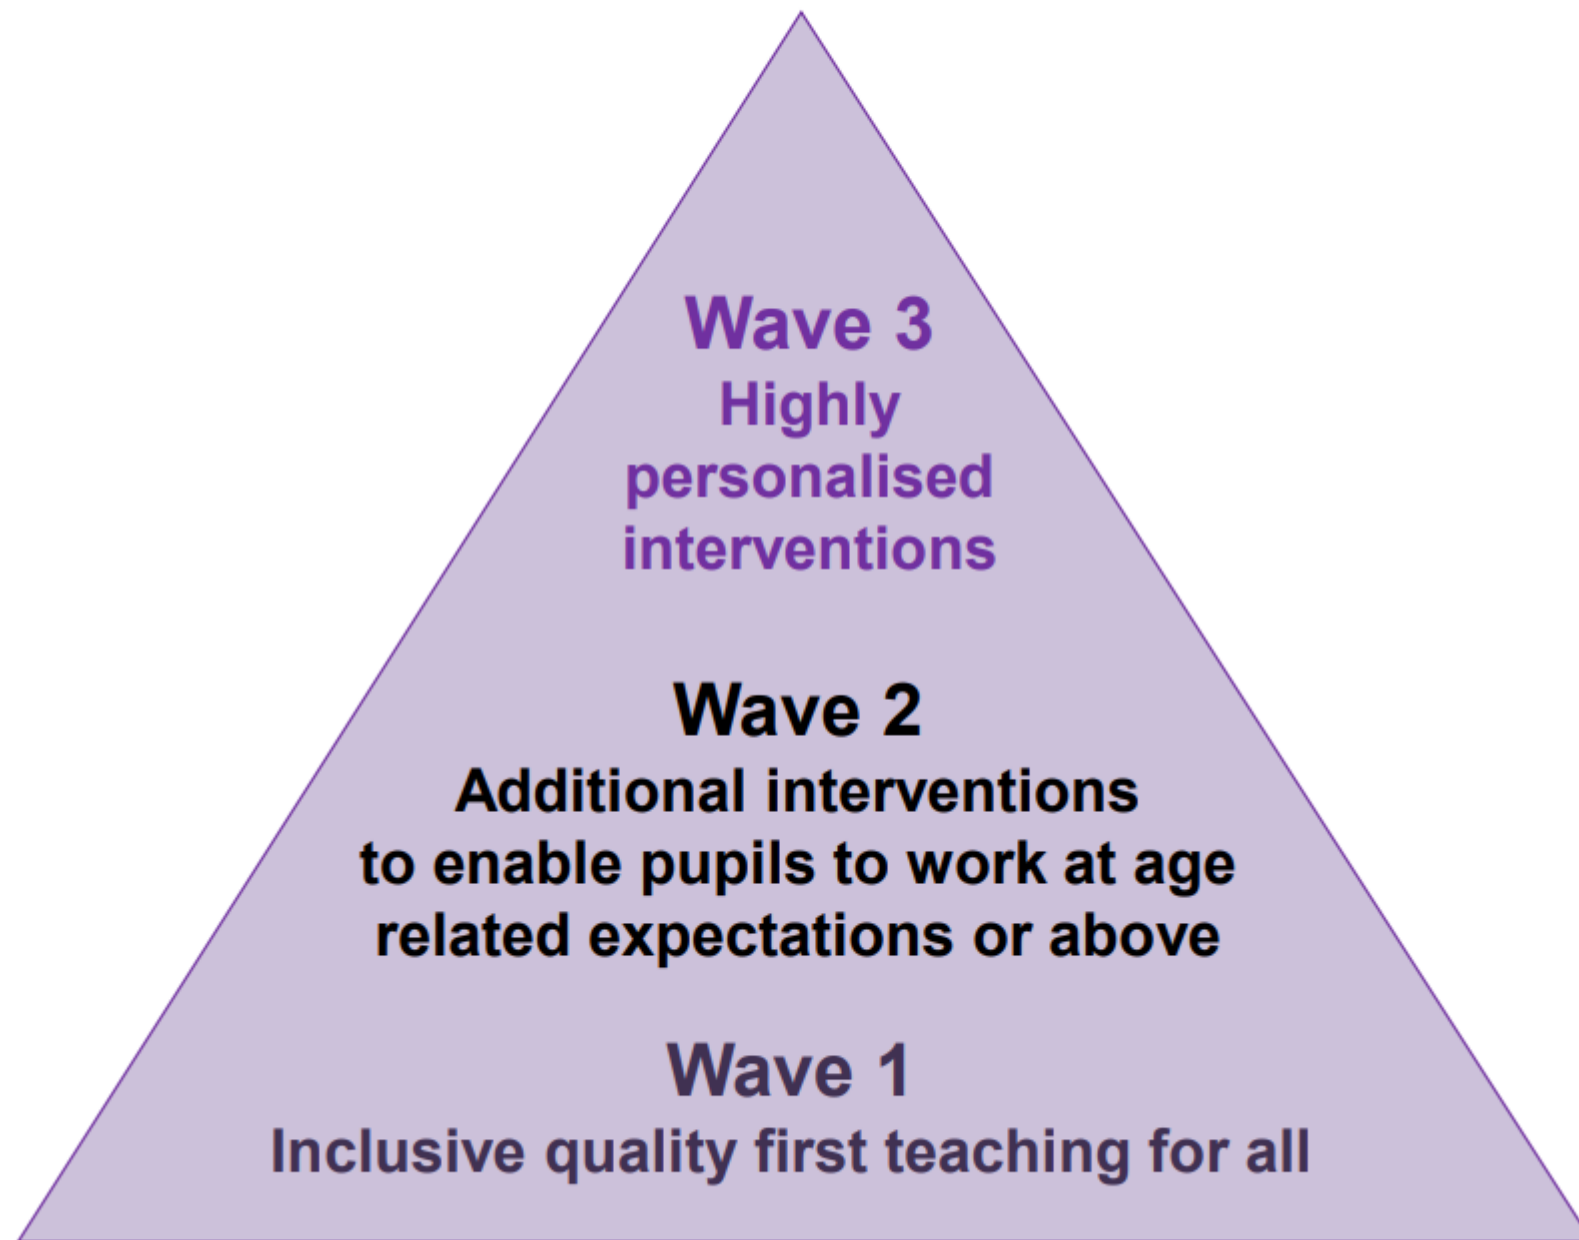 Wave 3
Highly
personalised
interventions
Wave 2
Additional interventions
to enable pupils to work at age
related expectations or above
Wave 1
Inclusive quality first teaching for all